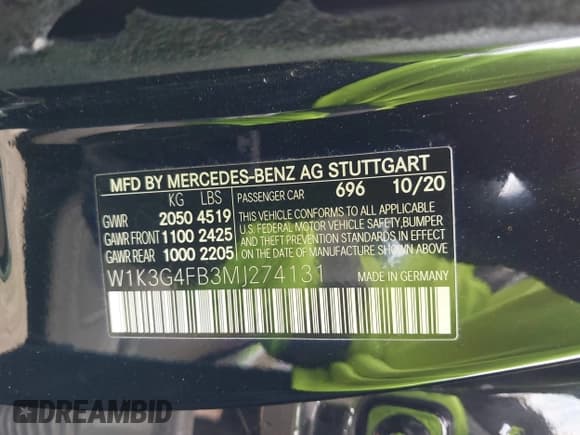 MFD BY MERCEDES-BENZ AG STUTTGART
KG LBS PASSENGER CAR 696 10/20
GVWR 2050 4519
GAWR FRONT 1100 2425
GAWR REAR 1000 2205
THIS VEHICLE CONFORMS TO ALL APPLICABLE
U.S. FEDERAL MOTOR VEHICLE SAFETY, BUMPER
AND THEFT PREVENTION STANDARDS IN EFFECT
ON THE DATE OF MANUFACTURE SHOWN ABOVE.
W1K3G4FB3MJ274131 MADE IN GERMANY
DREAMBID